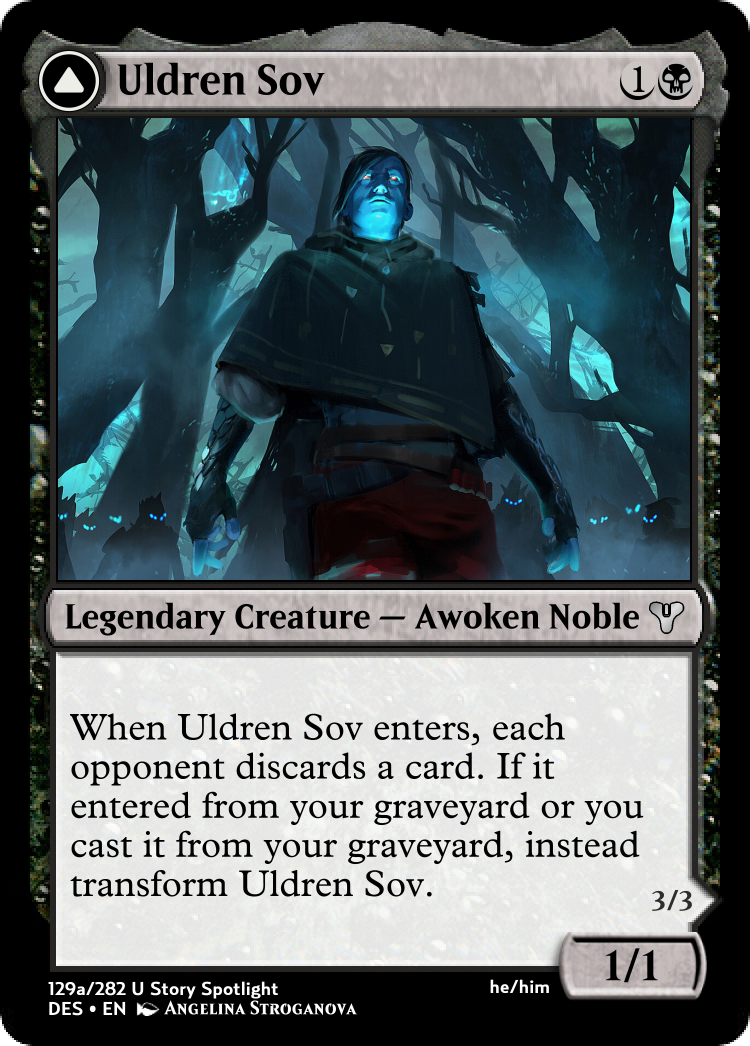 Uldren Sov 1
Legendary Creature — Awoken Noble
When Uldren Sov enters, each
opponent discards a card. If it
entered from your graveyard or you
cast it from your graveyard, instead
transform Uldren Sov.
3/3
1/1
129a/282 U Story Spotlight he/him
DES • EN Angelina Stroganova